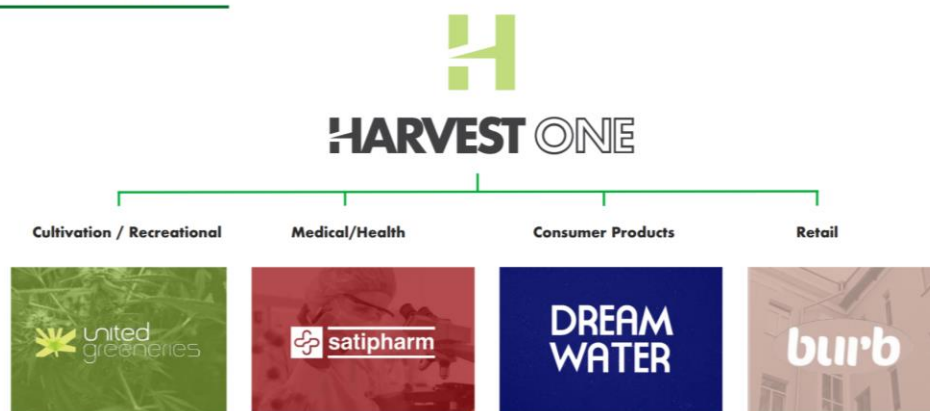 HARVEST ONE
Cultivation / Recreational
Medical/Health
Consumer Products
Retail
united
greeneries
satipharm
DREAM
WATER
burb